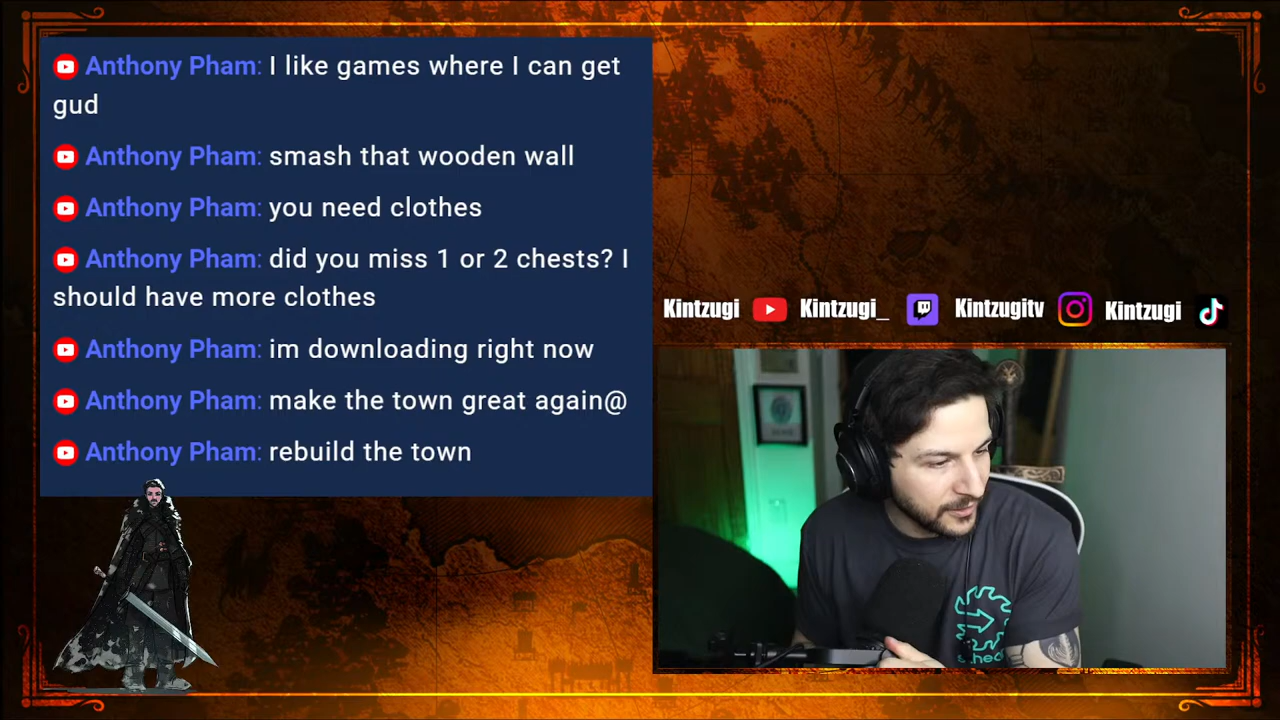 Anthony Pham: I like games where I can get
gud
Anthony Pham: smash that wooden wall
Anthony Pham: you need clothes
Anthony Pham: did you miss 1 or 2 chests? I
should have more clothes
Anthony Pham: im downloading right now
Anthony Pham: make the town great again@
Anthony Pham: rebuild the town
Kintzugi Kintzugi_ Kintzugitv Kintzugi